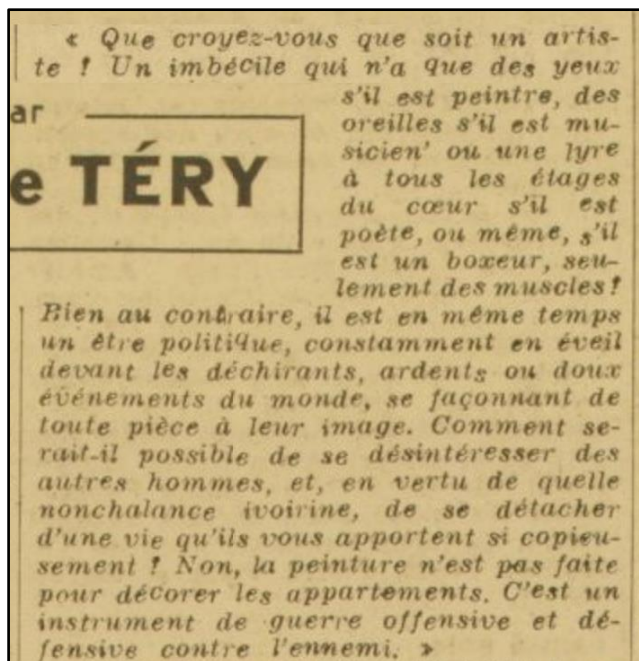 « Que croyez-vous que soit un artis-
te ? Un imbécile qui n'a que des yeux
s'il est peintre, des
oreilles s'il est mu-
sicien' ou une lyre
à tous les étages
du cœur s'il est
poète, ou même, s'il
est un boxeur, seu-
lement des muscles !
ar
e TÉRY
Bien au contraire, il est en même temps
un être politique, constamment en éveil
devant les déchirants, ardents ou doux
événements du monde, se façonnant de
toute pièce à leur image. Comment se-
rait-il possible de se désintéresser des
autres hommes, et, en vertu de quelle
nonchalance ivoirine, de se détacher
d'une vie qu'ils vous apportent si copieu-
sement ? Non, la peinture n'est pas faite
pour décorer les appartements. C'est un
instrument de guerre offensive et dé-
fensive contre l'ennemi. »